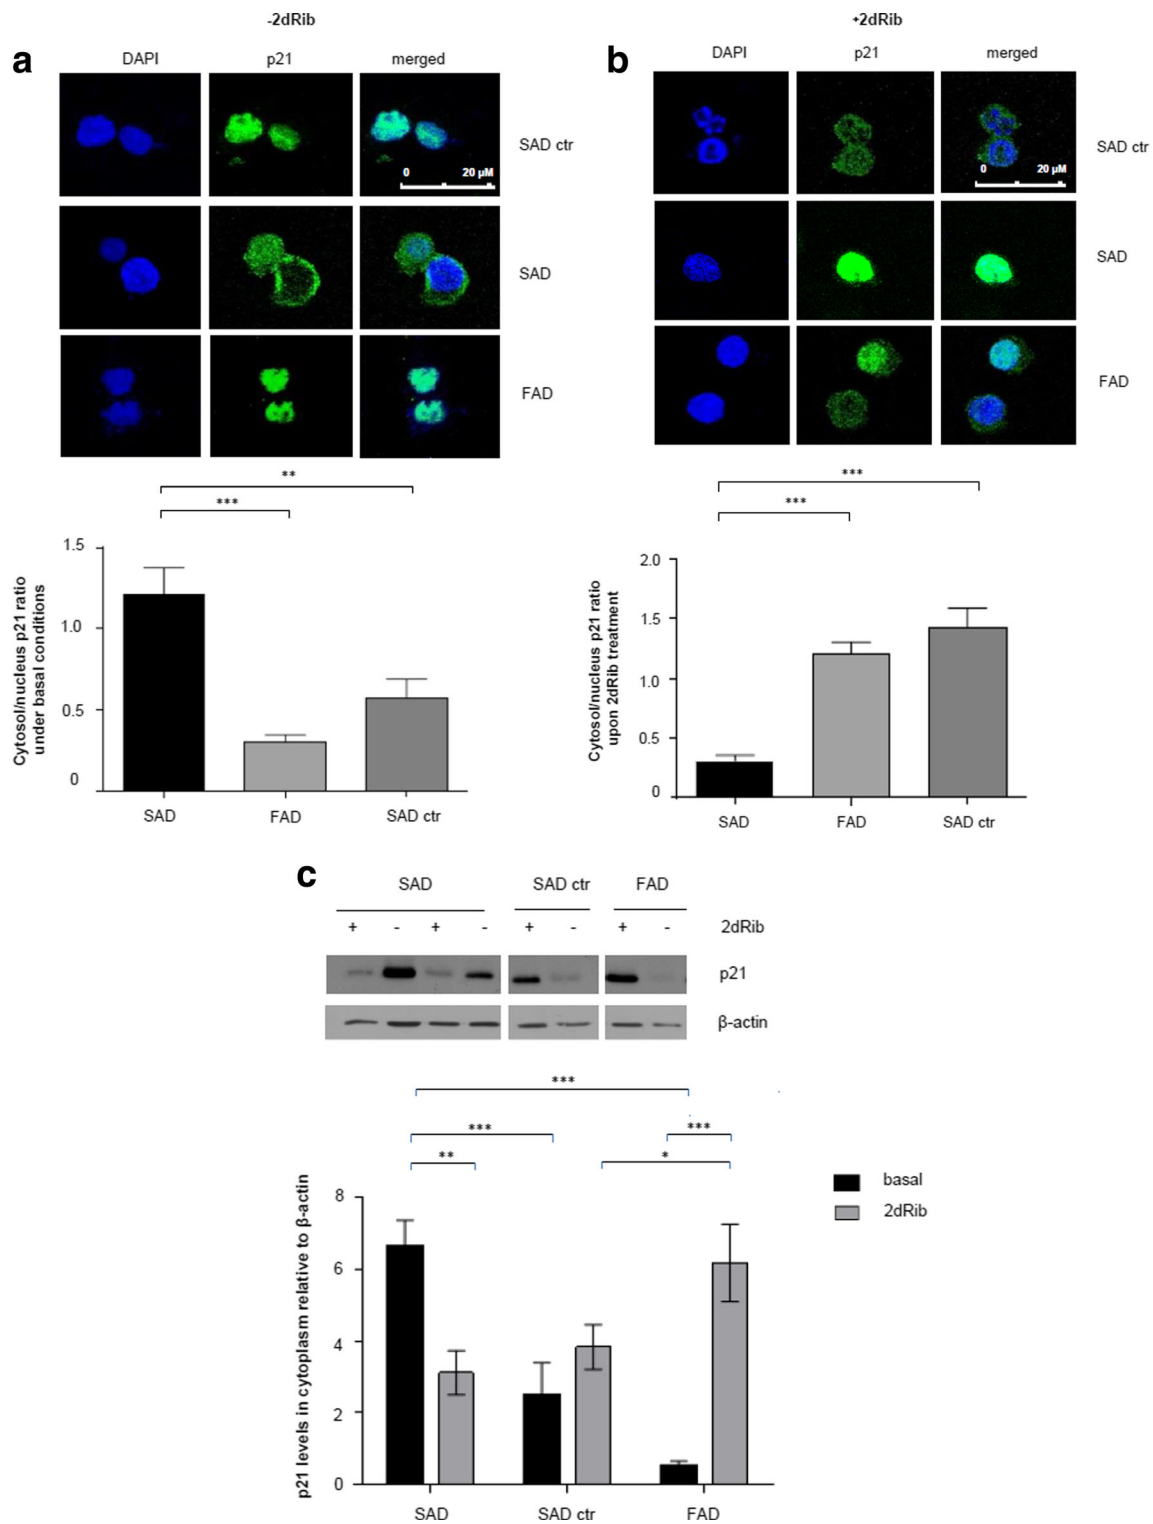 -2dRib
+2dRib
a
DAPI p21 merged
b
DAPI p21 merged
0 20 µM
SAD ctr
SAD
FAD
0 20 µM
SAD ctr
SAD
FAD
**
***
Cytosol/nucleus p21 ratio
under basal conditions
1.5
1.0
0.5
0
SAD FAD SAD ctr
***
***
Cytosol/nucleus p21 ratio
upon 2dRib treatment
2.0
1.5
1.0
0.5
0
SAD FAD SAD ctr
c
SAD SAD ctr FAD
+ - + - + - + - 2dRib
p21
β-actin
***
*** ***
** *
p21 levels in cytoplasm relative to β-actin
8
6
4
2
0
SAD SAD ctr FAD
basal
2dRib